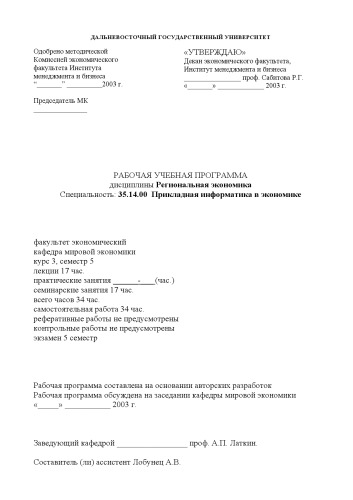 ДАЛЬНЕВОСТОЧНЫЙ ГОСУДАРСТВЕННЫЙ УНИВЕРСИТЕТ
Одобрено методической
Комиссией экономического
факультета Института
менеджмента и бизнеса
"_______" __________2003 г.
Председатель МК
_______________
«УТВЕРЖДАЮ»
Декан экономического факультета,
Институт менеджмента и бизнеса
________________ проф. Сабитова Р.Г.
«_______» _____________ 2003 г.
РАБОЧАЯ УЧЕБНАЯ ПРОГРАММА
дисциплины Региональная экономика
Специальность: 35.14.00 Прикладная информатика в экономике
факультет экономический
кафедра мировой экономики
курс 3, семестр 5
лекции 17 час.
практические занятия ______-____(час.)
семинарские занятия 17 час.
всего часов 34 час.
самостоятельная работа 34 час.
реферативные работы не предусмотрены
контрольные работы не предусмотрены
экзамен 5 семестр
Рабочая программа составлена на основании авторских разработок
Рабочая программа обсуждена на заседании кафедры мировой экономики
«_____» ___________ 2003 г.
Заведующий кафедрой _________________ проф. А.П. Латкин.
Составитель (ли) ассистент Лобунец А.В.